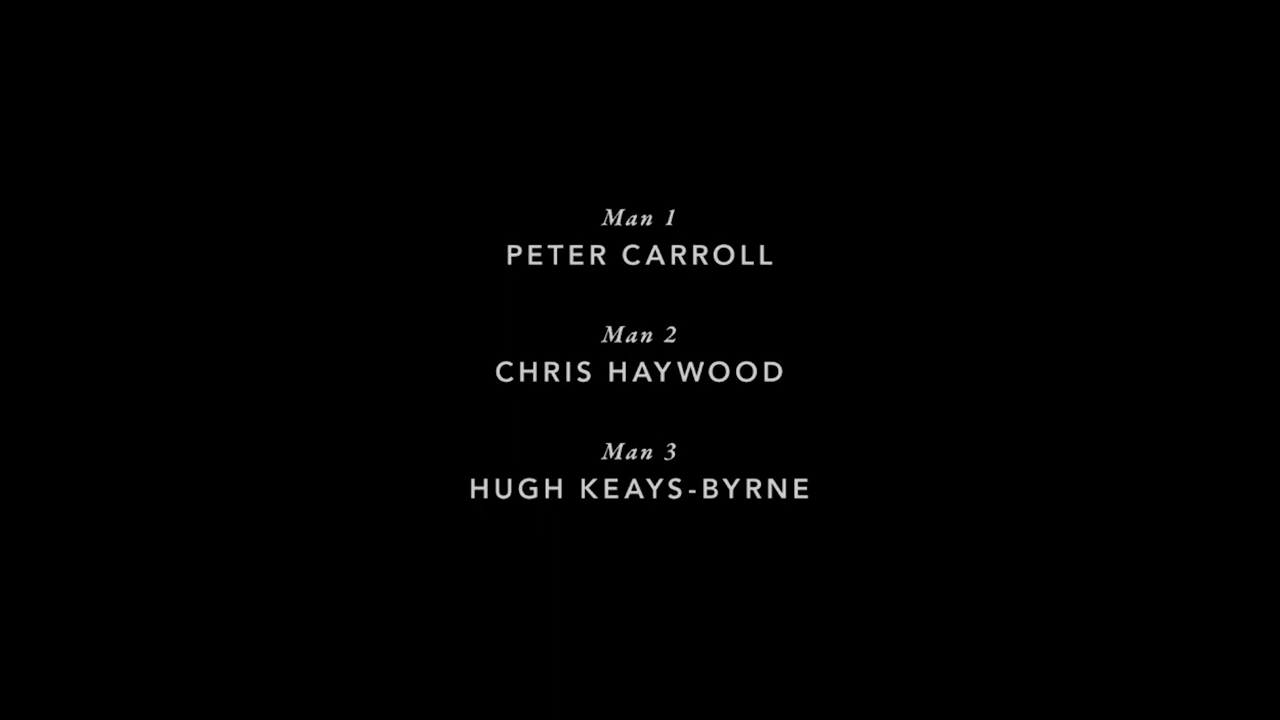 Man 1
PETER CARROLL
Man 2
CHRIS HAYWOOD
Man 3
HUGH KEAYS-BYRNE